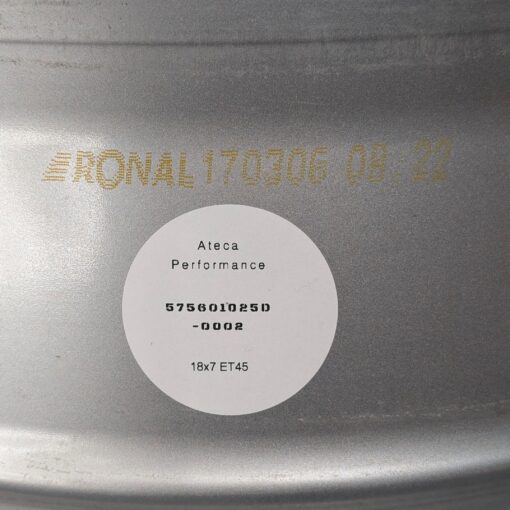 RONAL 170306 08:22
Ateca
Performance
575601025D
-0002
18x7 ET45